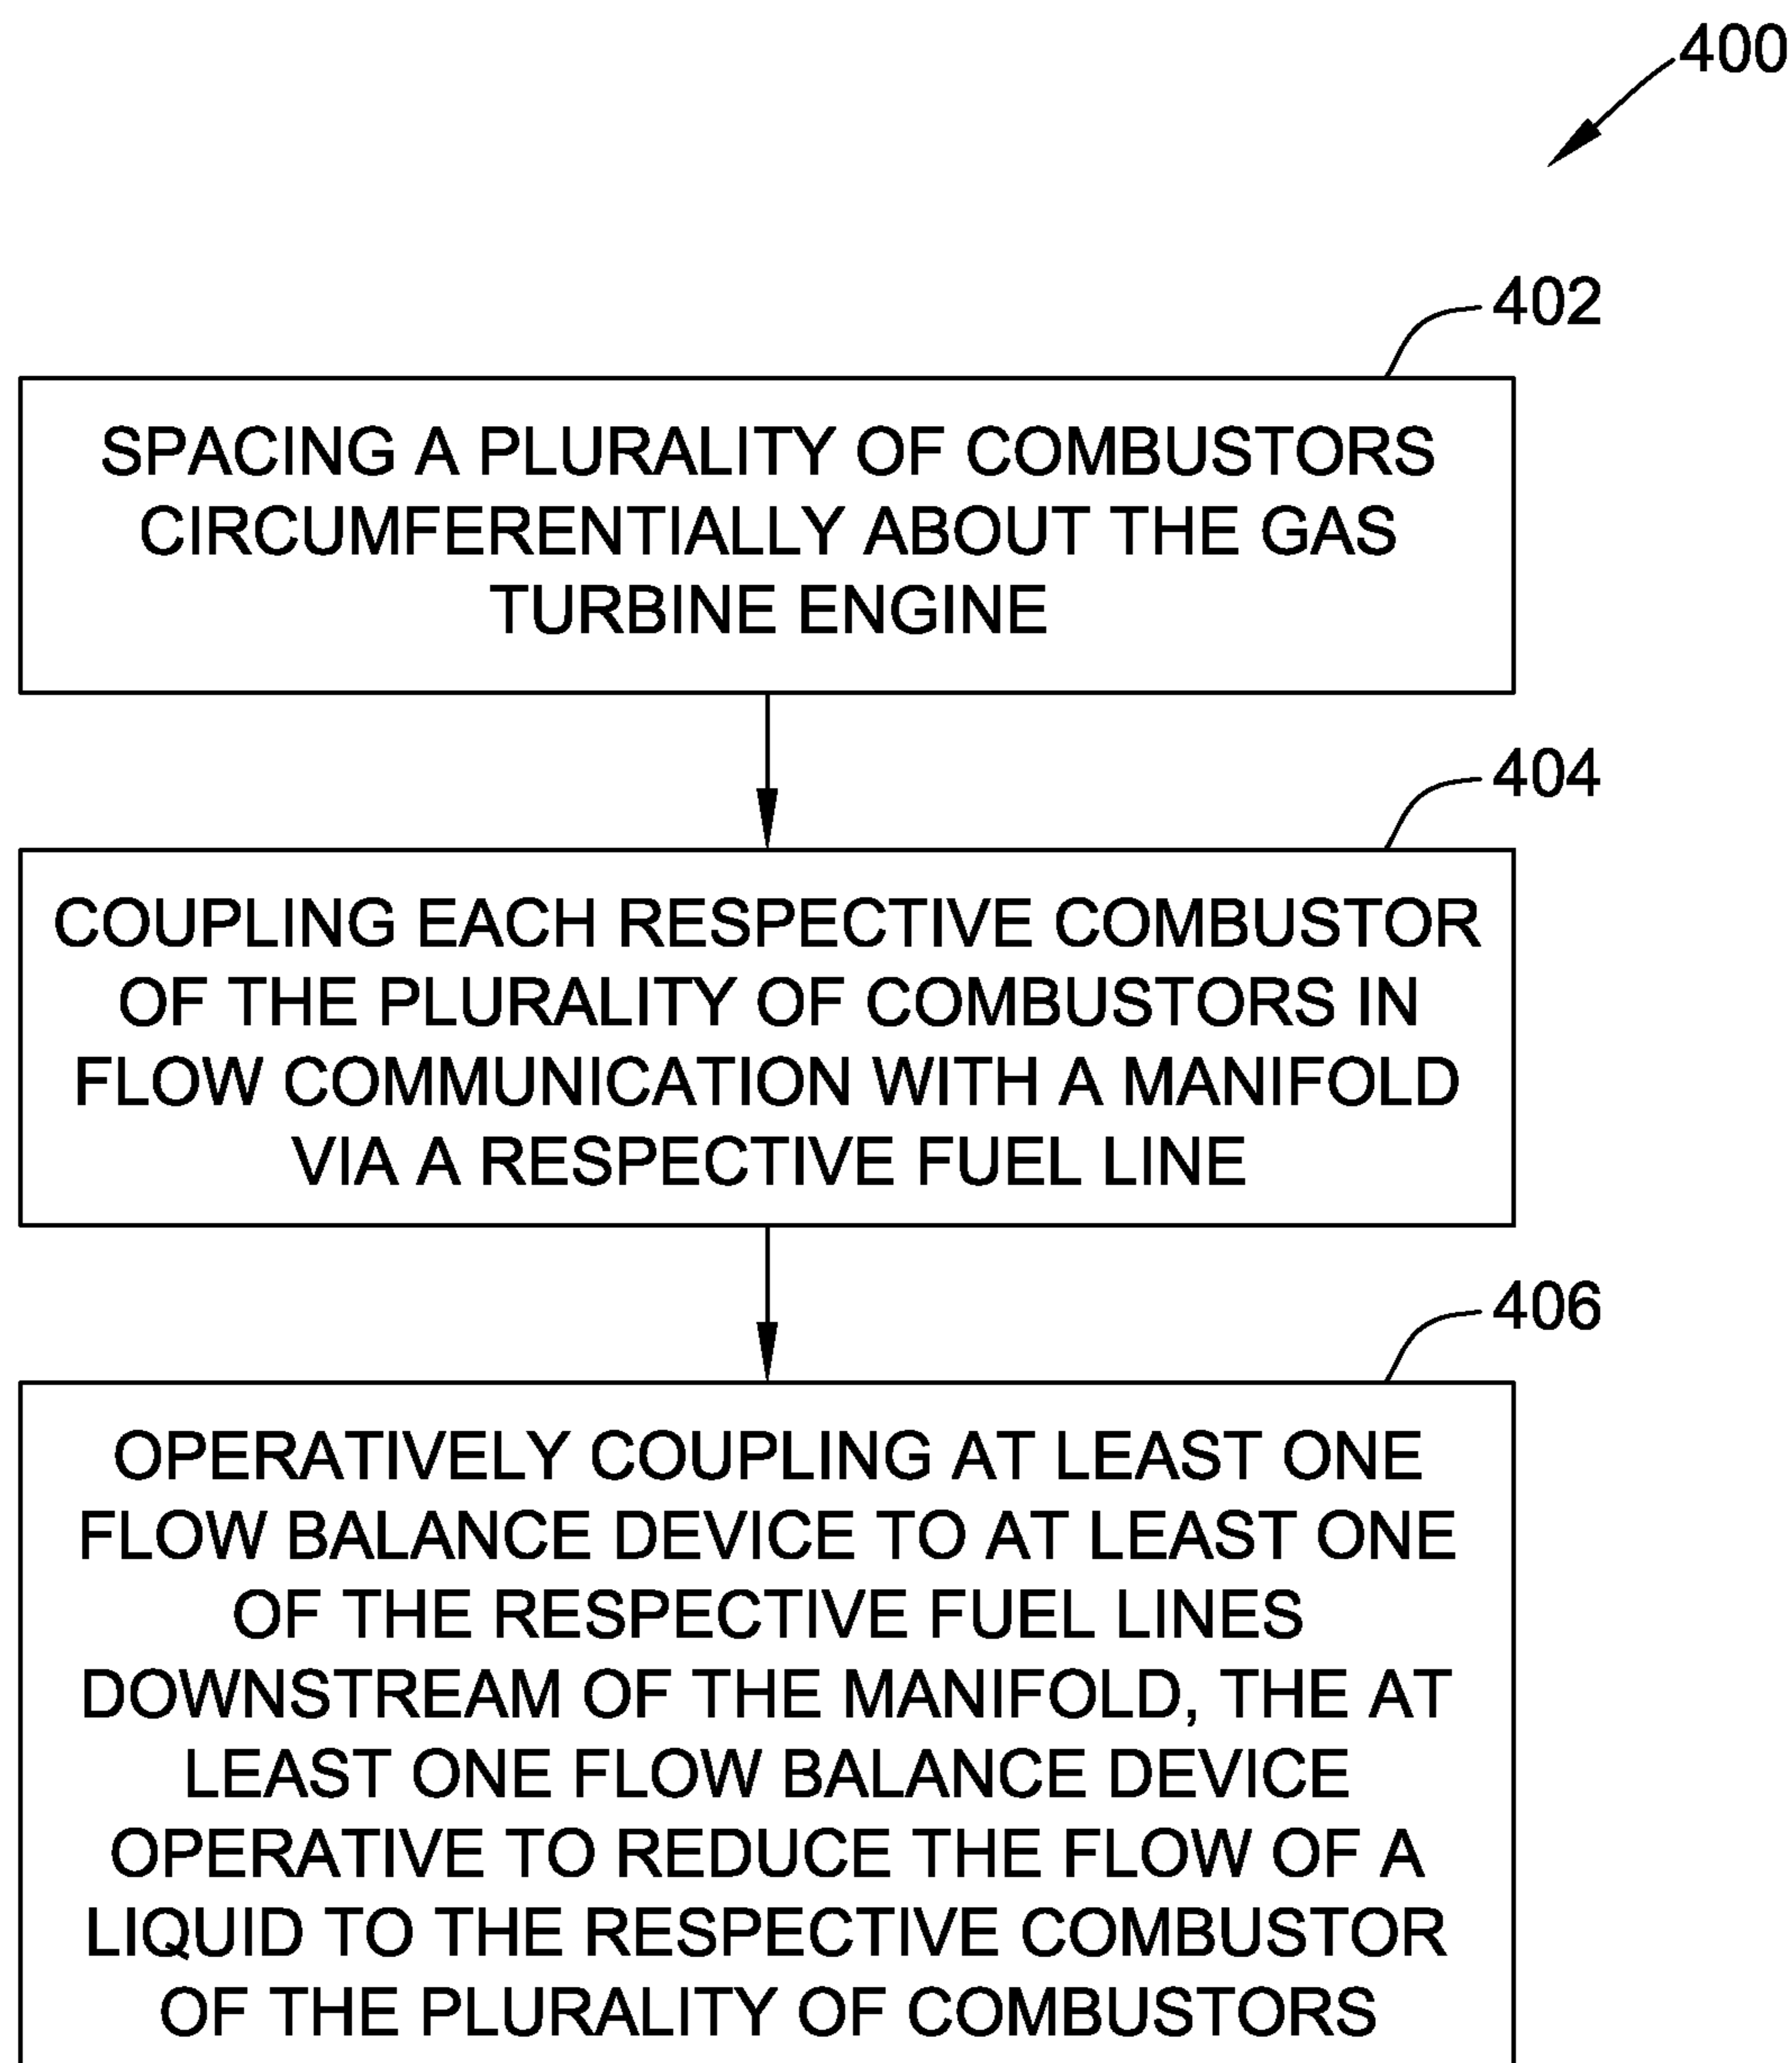 400
402
SPACING A PLURALITY OF COMBUSTORS
CIRCUMFERENTIALLY ABOUT THE GAS
TURBINE ENGINE
404
COUPLING EACH RESPECTIVE COMBUSTOR
OF THE PLURALITY OF COMBUSTORS IN
FLOW COMMUNICATION WITH A MANIFOLD
VIA A RESPECTIVE FUEL LINE
406
OPERATIVELY COUPLING AT LEAST ONE
FLOW BALANCE DEVICE TO AT LEAST ONE
OF THE RESPECTIVE FUEL LINES
DOWNSTREAM OF THE MANIFOLD, THE AT
LEAST ONE FLOW BALANCE DEVICE
OPERATIVE TO REDUCE THE FLOW OF A
LIQUID TO THE RESPECTIVE COMBUSTOR
OF THE PLURALITY OF COMBUSTORS